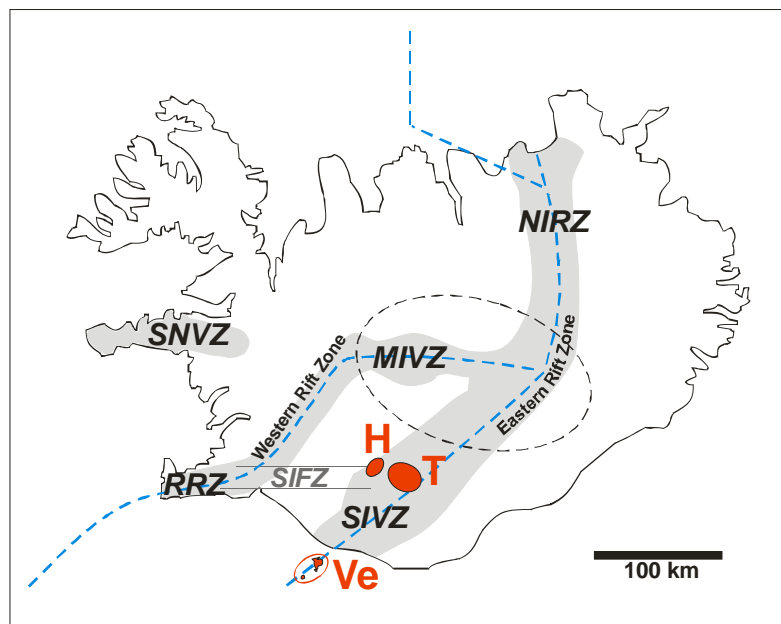 NIRZ
SNVZ
MIVZ
Western Rift Zone
Eastern Rift Zone
H
T
RRZ
SIFZ
SIVZ
Ve
100 km